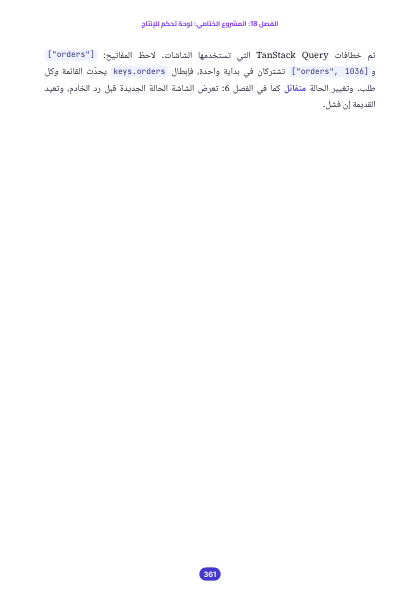 الفصل 18: المشروع الختامي: لوحة تحكم للإنتاج
ثم خطافات TanStack Query التي تستخدمها الشاشات. لاحظ المفاتيح: ["orders"]
و ["orders", 1036] تشتركان في بداية واحدة، فإبطال keys.orders يحدّث القائمة وكل
طلب. وتغيير الحالة متفائل كما في الفصل 6: تعرض الشاشة الحالة الجديدة قبل رد الخادم، وتعيد
القديمة إن فشل.
361